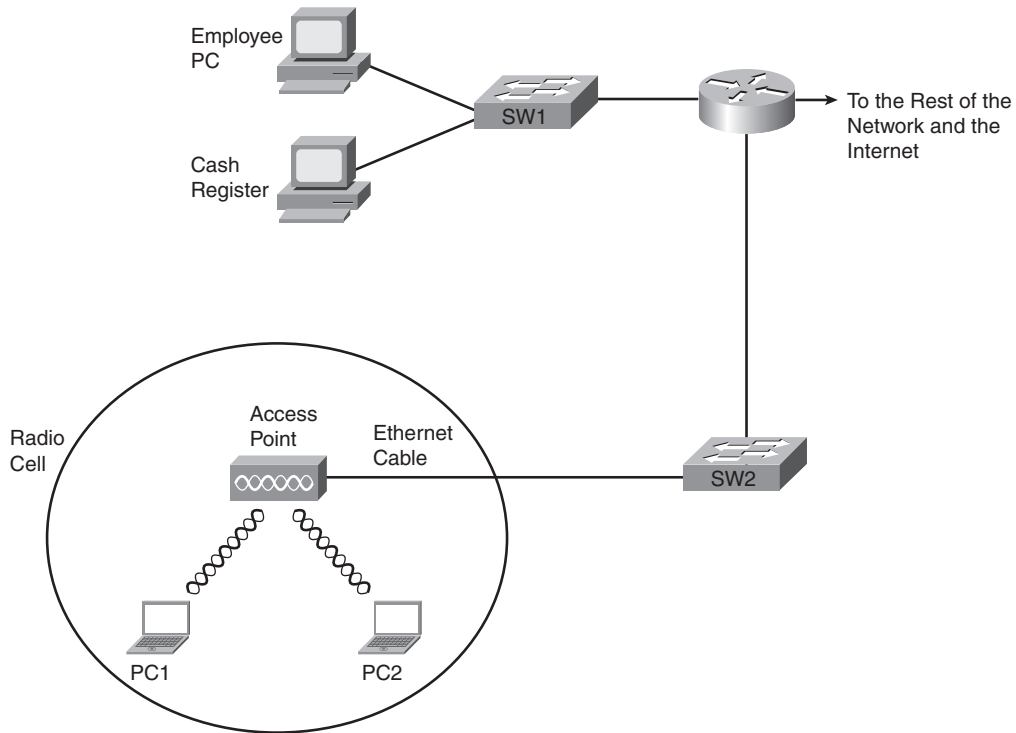 Employee
PC
SW1
To the Rest of the
Network and the
Internet
Cash
Register
Radio
Cell
Access
Point
Ethernet
Cable
SW2
PC1
PC2